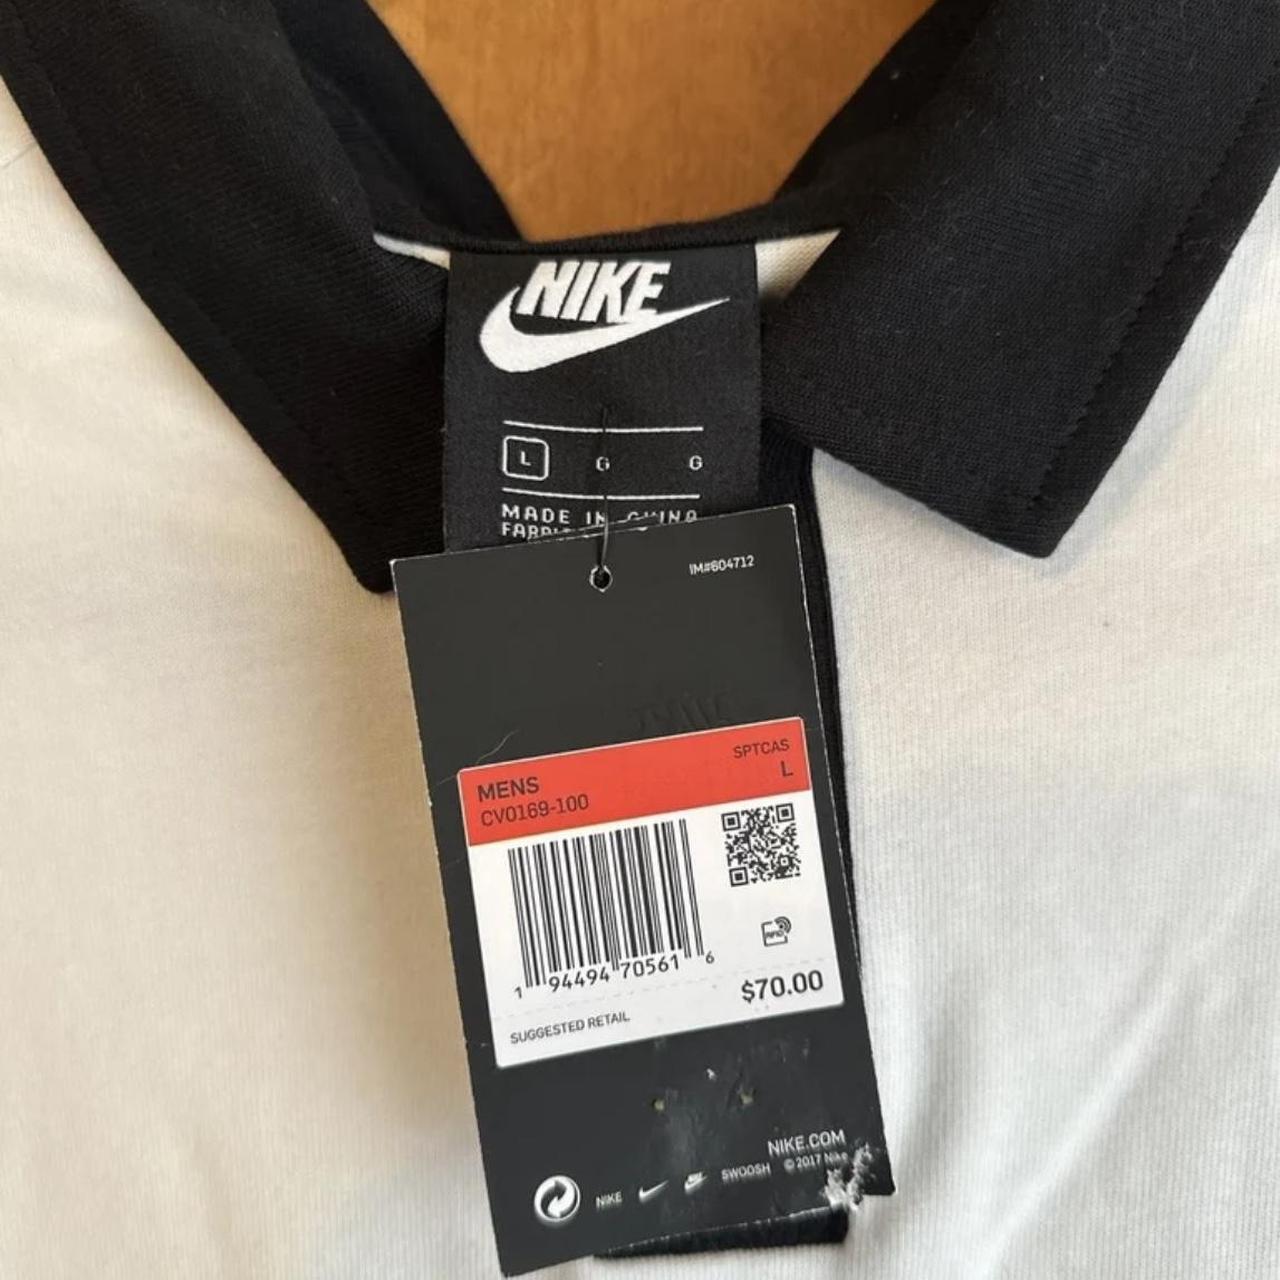 NIKE
L G G
MADE IN CHINA
IM#604712
SPTCAS
MENS L
CV0169-100
1 94494 70561 6
RFID
$70.00
SUGGESTED RETAIL
NIKE.COM
NIKE SWOOSH © 2017 Nike